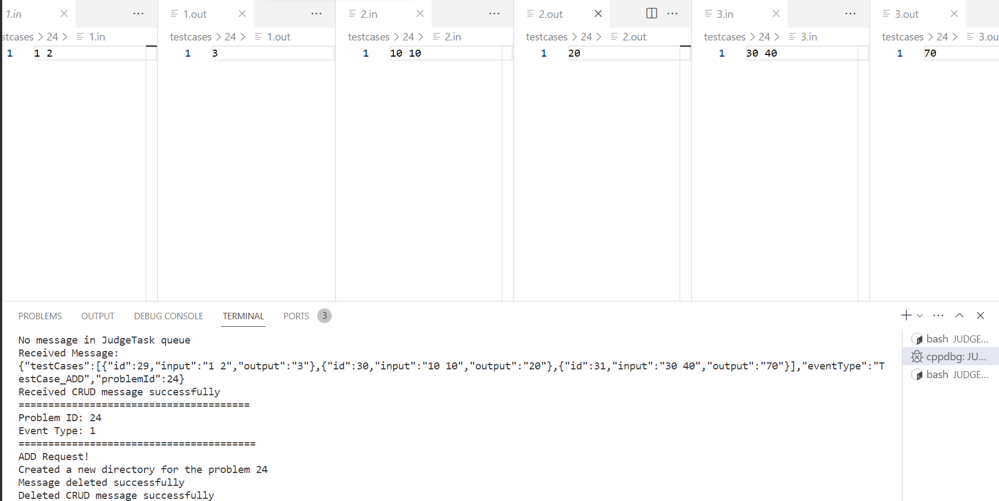 1.in
1.out
2.in
2.out
3.in
3.out
stcases > 24 > 1.in
testcases > 24 > 1.out
testcases > 24 > 2.in
testcases > 24 > 2.out
testcases > 24 > 3.in
testcases > 24 > 3.ou
1 1 2
1 3
1 10 10
1 20
1 30 40
1 70
PROBLEMS OUTPUT DEBUG CONSOLE TERMINAL PORTS 3
No message in JudgeTask queue
Received Message:
{"testCases":[{"id":29,"input":"1 2","output":"3"},{"id":30,"input":"10 10","output":"20"},{"id":31,"input":"30 40","output":"70"}],"eventType":"T
estCase_ADD","problemId":24}
Received CRUD message successfully
=======================================
Problem ID: 24
Event Type: 1
========================================
ADD Request!
Created a new directory for the problem 24
Message deleted successfully
Deleted CRUD message successfully
bash JUDGE...
cppdbg: JU...
bash JUDGE...